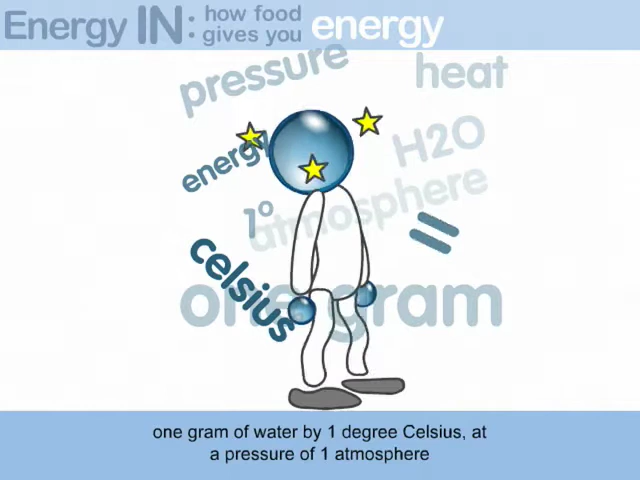 Energy IN: how food gives you energy
pressure
heat
energy
H2O
1°
atmosphere
=
celsius
one gram
one gram of water by 1 degree Celsius, at
a pressure of 1 atmosphere